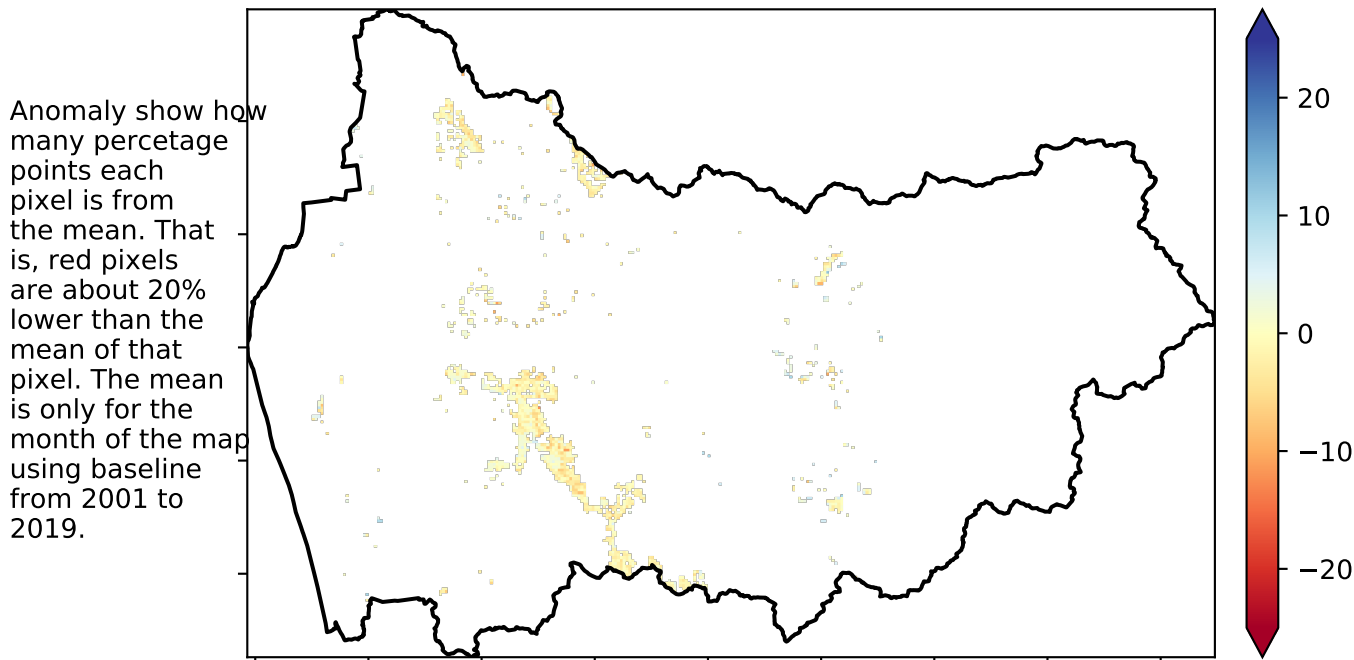 Anomaly show how
many percetage
points each
pixel is from
the mean. That
is, red pixels
are about 20%
lower than the
mean of that
pixel. The mean
is only for the
month of the map
using baseline
from 2001 to
2019.
20
10
0
−10
−20